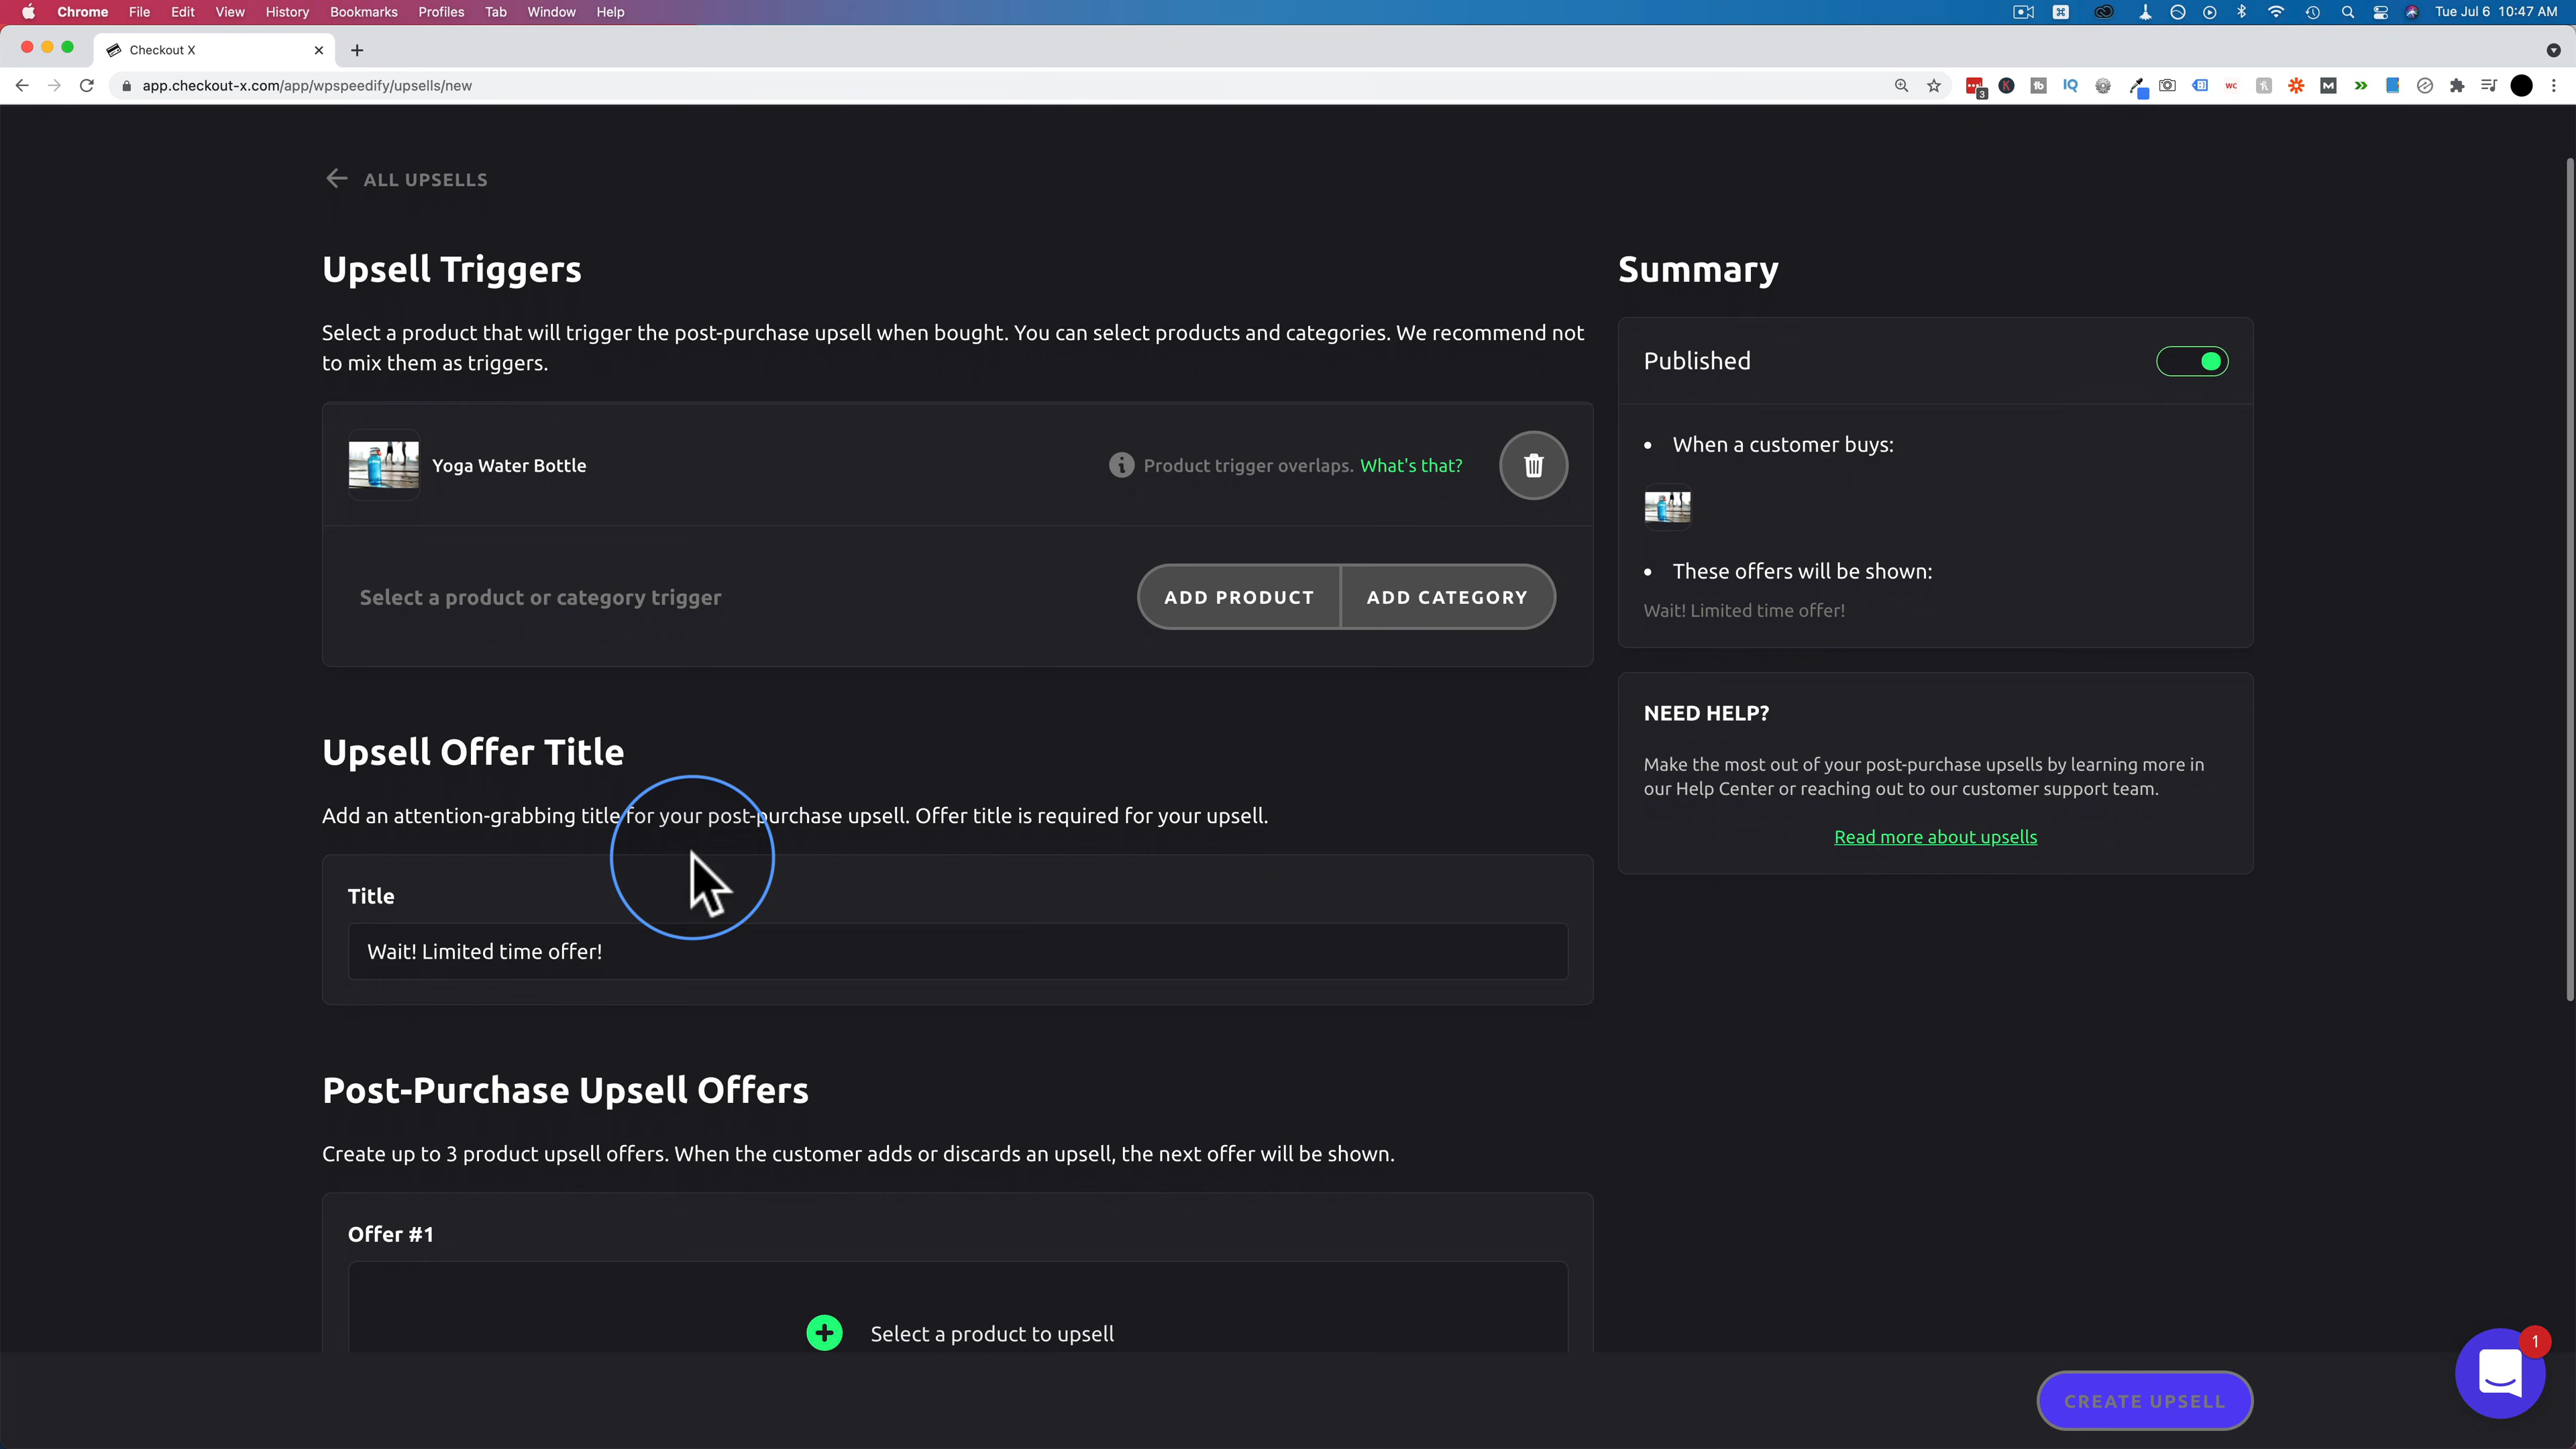 Chrome File Edit View History Bookmarks Profiles Tab Window Help
Tue Jul 6 10:47 AM
Checkout X
app.checkout-x.com/app/wpspeedify/upsells/new
3
IQ
wc
ALL UPSELLS
Upsell Triggers
Select a product that will trigger the post-purchase upsell when bought. You can select products and categories. We recommend not
to mix them as triggers.
Yoga Water Bottle
Product trigger overlaps. What's that?
Select a product or category trigger
ADD PRODUCT
ADD CATEGORY
Upsell Offer Title
Add an attention-grabbing title for your post-purchase upsell. Offer title is required for your upsell.
Title
Wait! Limited time offer!
Post-Purchase Upsell Offers
Create up to 3 product upsell offers. When the customer adds or discards an upsell, the next offer will be shown.
Offer #1
Select a product to upsell
Summary
Published
When a customer buys:
These offers will be shown:
Wait! Limited time offer!
NEED HELP?
Make the most out of your post-purchase upsells by learning more in
our Help Center or reaching out to our customer support team.
Read more about upsells
1
CREATE UPSELL